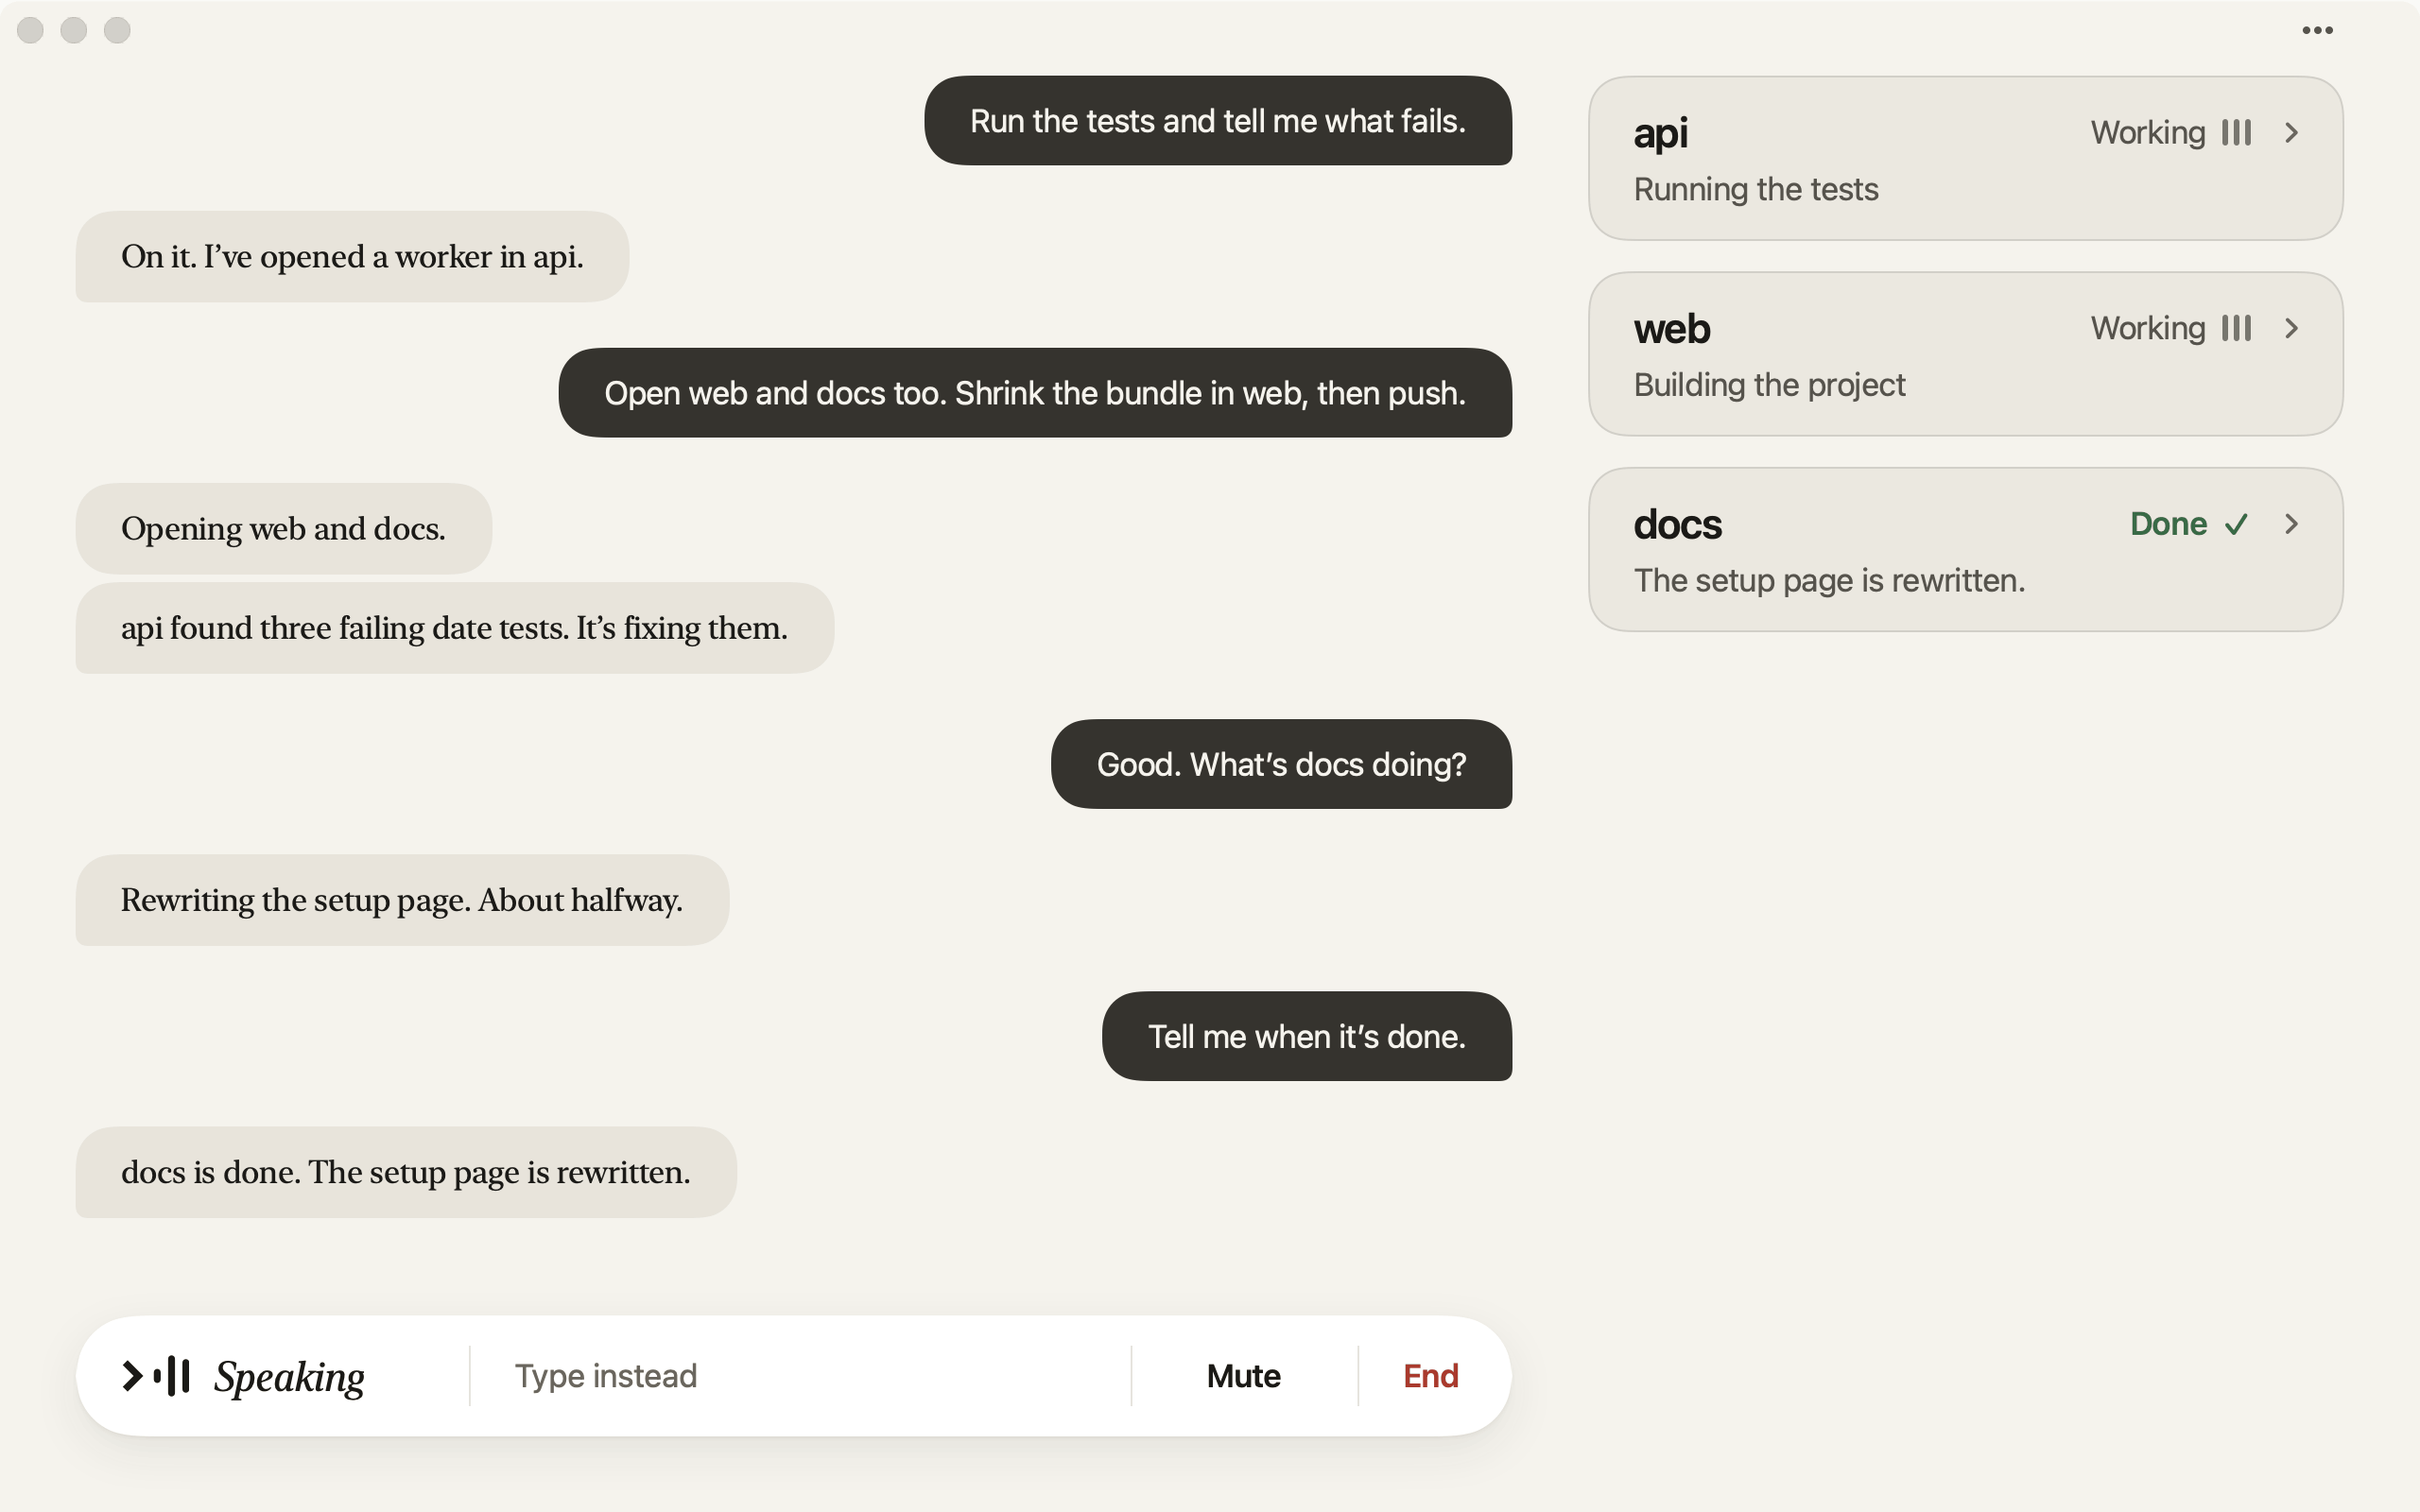 Run the tests and tell me what fails.
On it. I’ve opened a worker in api.
Open web and docs too. Shrink the bundle in web, then push.
Opening web and docs.
api found three failing date tests. It’s fixing them.
Good. What’s docs doing?
Rewriting the setup page. About halfway.
Tell me when it’s done.
docs is done. The setup page is rewritten.
Speaking
Type instead
Mute
End
api
Working
Running the tests
web
Working
Building the project
docs
Done
The setup page is rewritten.